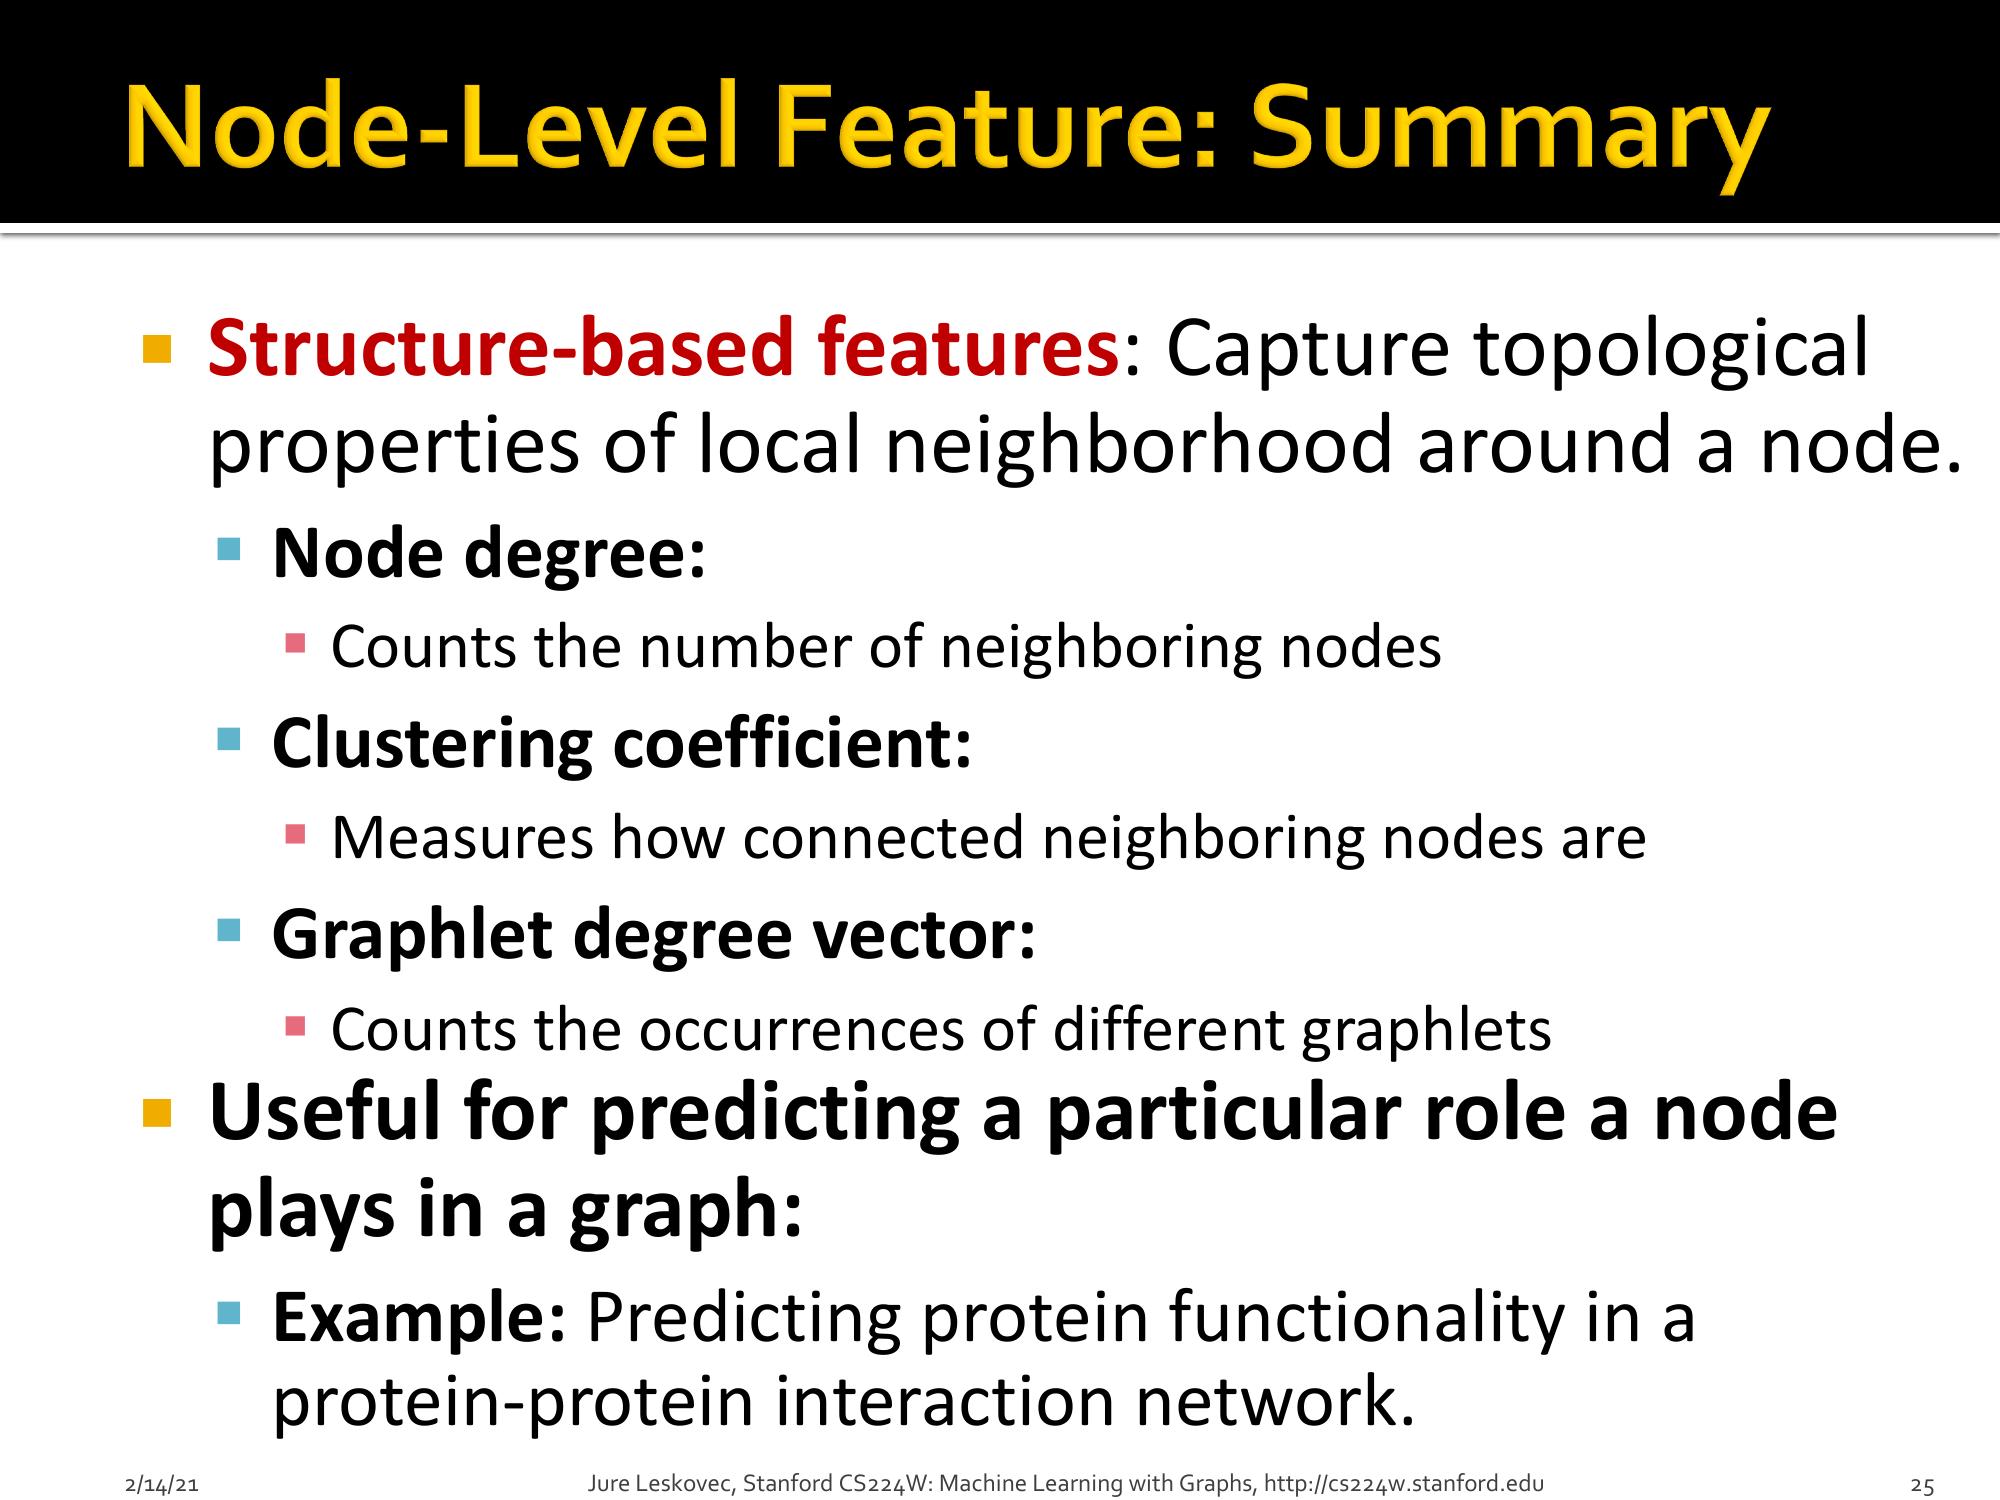 Node-Level Feature: Summary
Structure-based features: Capture topological
properties of local neighborhood around a node.
Node degree:
Counts the number of neighboring nodes
Clustering coefficient:
Measures how connected neighboring nodes are
Graphlet degree vector:
Counts the occurrences of different graphlets
Useful for predicting a particular role a node
plays in a graph:
Example: Predicting protein functionality in a
protein-protein interaction network.
2/14/21 Jure Leskovec, Stanford CS224W: Machine Learning with Graphs, http://cs224w.stanford.edu 25